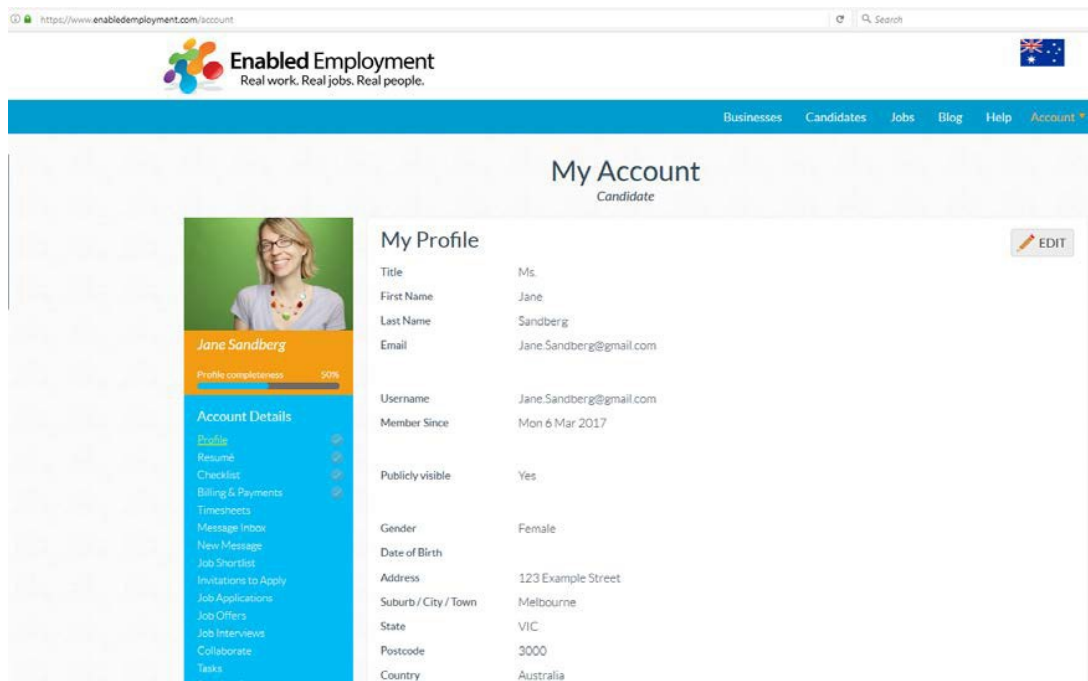 https://www.enabledemployment.com/account
Search
Enabled Employment
Real work. Real jobs. Real people.
Businesses Candidates Jobs Blog Help Account
My Account
Candidate
Jane Sandberg
Profile completeness 50%
Account Details
Profile
Resumé
Checklist
Billing & Payments
Timesheets
Message Inbox
New Message
Job Shortlist
Invitations to Apply
Job Applications
Job Offers
Job Interviews
Collaborate
Tasks
My Profile
EDIT
Title Ms.
First Name Jane
Last Name Sandberg
Email Jane.Sandberg@gmail.com
Username Jane.Sandberg@gmail.com
Member Since Mon 6 Mar 2017
Publicly visible Yes
Gender Female
Date of Birth
Address 123 Example Street
Suburb / City / Town Melbourne
State VIC
Postcode 3000
Country Australia